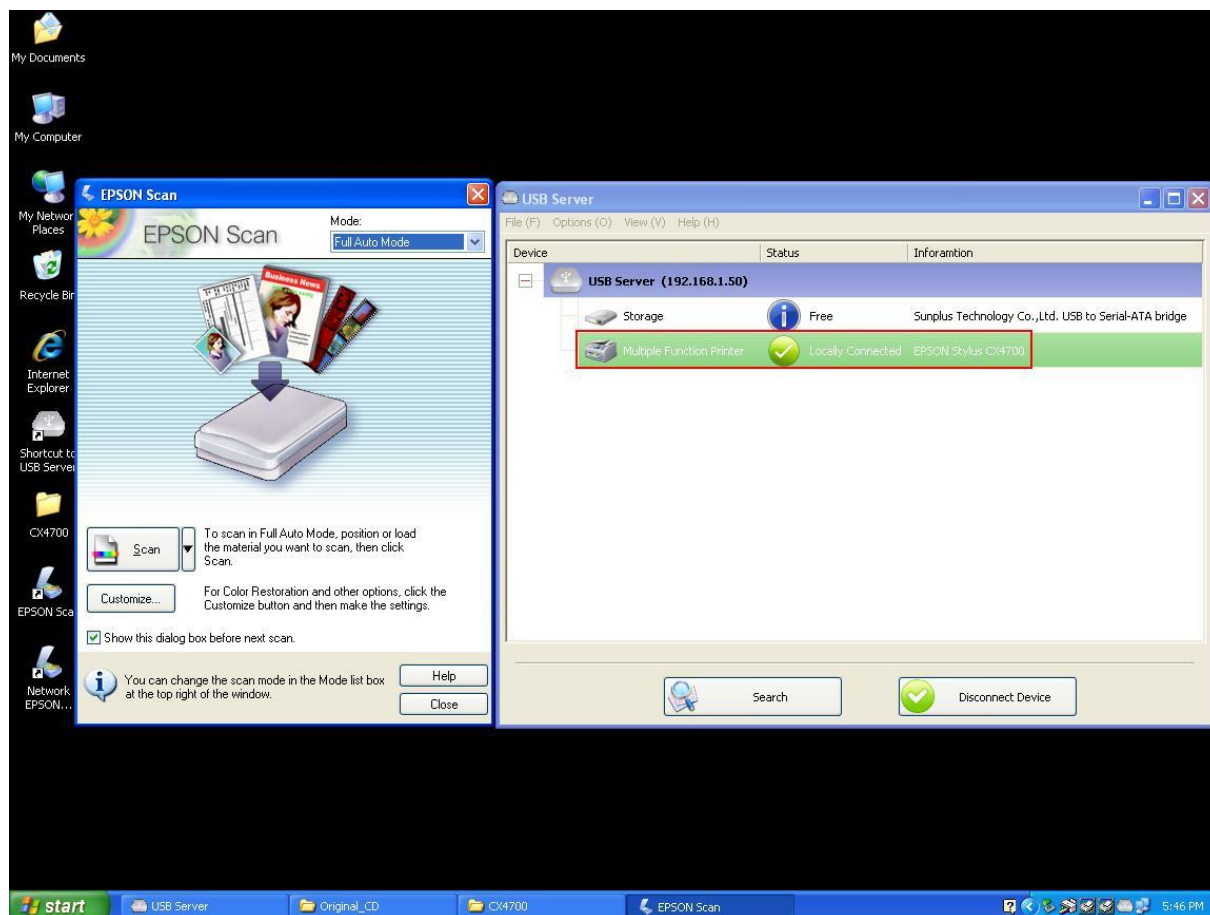 My Documents
My Computer
My Networ
Places
Recycle Bin
Internet
Explorer
Shortcut to
USB Server
CX4700
EPSON Sca
Network
EPSON...
EPSON Scan
EPSON Scan
Mode:
Full Auto Mode
Business News
Scan
To scan in Full Auto Mode, position or load
the material you want to scan, then click
Scan.
Customize...
For Color Restoration and other options, click the
Customize button and then make the settings.
Show this dialog box before next scan.
You can change the scan mode in the Mode list box
at the top right of the window.
Help
Close
USB Server
File (F) Options (O) View (V) Help (H)
Device Status Inforamtion
USB Server (192.168.1.50)
Storage Free Sunplus Technology Co.,Ltd. USB to Serial-ATA bridge
Multiple Function Printer Locally Connected EPSON Stylus CX4700
Search
Disconnect Device
start USB Server Original_CD CX4700 EPSON Scan 5:46 PM